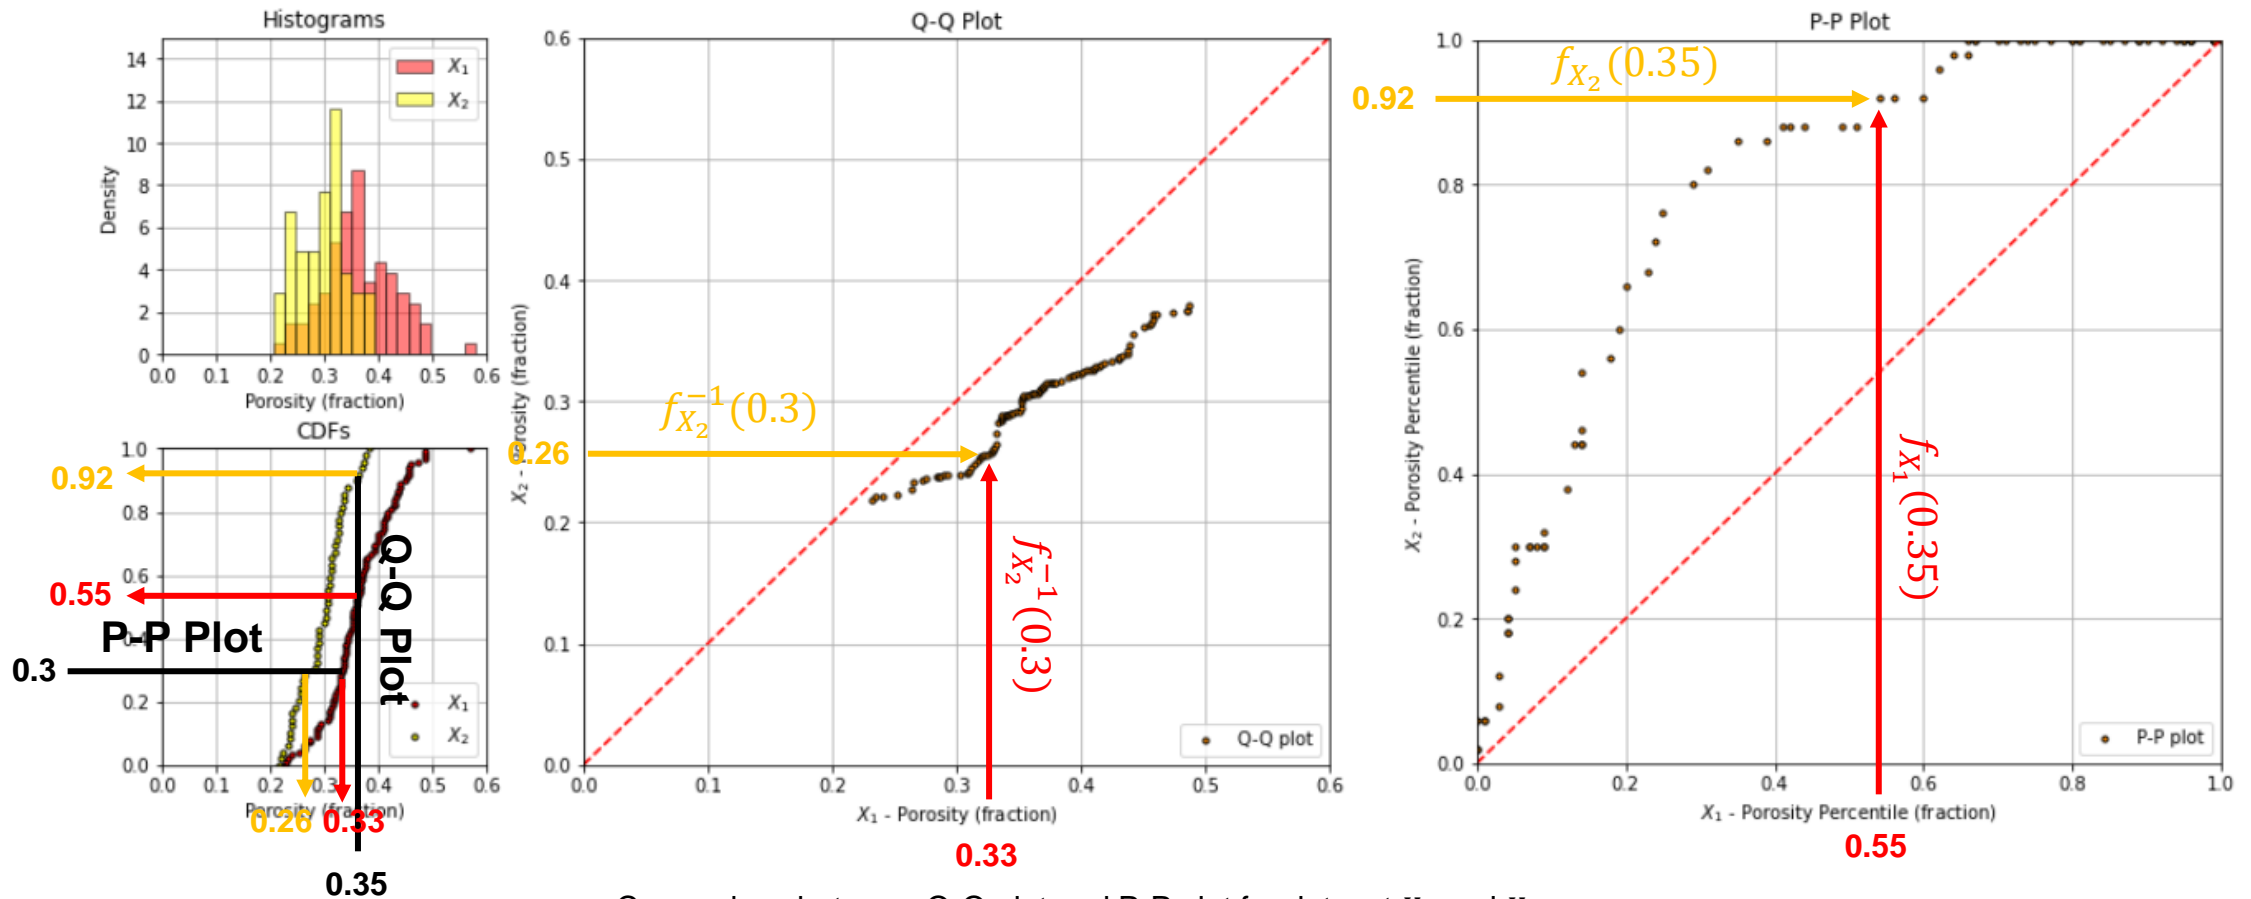 Histograms
14
12
10
8
6
4
2
0
Density
X₁
X₂
0.0 0.1 0.2 0.3 0.4 0.5 0.6
Porosity (fraction)
CDFs
1.0
0.8
0.6
0.4
0.2
0.0
0.92
0.55
P-P Plot
Q-Q Plot
0.3
X₁
X₂
0.0 0.1 0.2 0.3 0.4 0.5 0.6
Porosity (fraction)
0.26 0.33
0.35
Q-Q Plot
0.6
0.5
0.4
0.3
0.2
0.1
0.0
X₂ - Porosity (fraction)
f_{X₂}^{-1}(0.3)
0.26
f_{X₂}^{-1}(0.3)
Q-Q plot
0.0 0.1 0.2 0.3 0.4 0.5 0.6
X₁ - Porosity (fraction)
0.33
P-P Plot
1.0
0.8
0.6
0.4
0.2
0.0
X₂ - Porosity Percentile (fraction)
f_{X₂}(0.35)
0.92
f_{X₁}(0.35)
P-P plot
0.0 0.2 0.4 0.6 0.8 1.0
X₁ - Porosity Percentile (fraction)
0.55